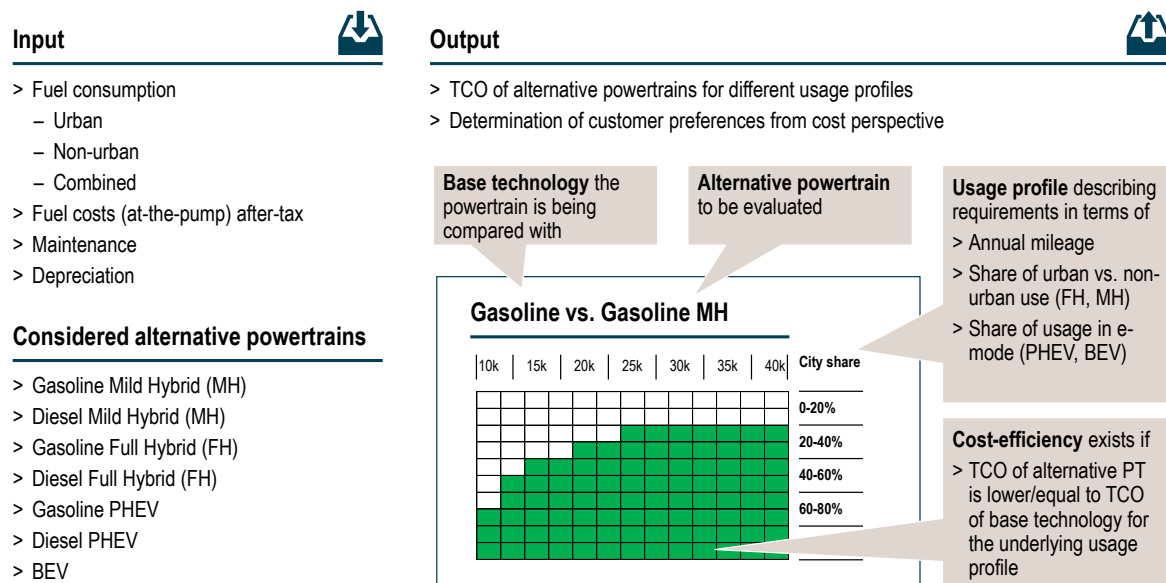 Input
> Fuel consumption
– Urban
– Non-urban
– Combined
> Fuel costs (at-the-pump) after-tax
> Maintenance
> Depreciation
Considered alternative powertrains
> Gasoline Mild Hybrid (MH)
> Diesel Mild Hybrid (MH)
> Gasoline Full Hybrid (FH)
> Diesel Full Hybrid (FH)
> Gasoline PHEV
> Diesel PHEV
> BEV
Output
> TCO of alternative powertrains for different usage profiles
> Determination of customer preferences from cost perspective
Base technology the
powertrain is being
compared with
Alternative powertrain
to be evaluated
Usage profile describing
requirements in terms of
> Annual mileage
> Share of urban vs. non-
urban use (FH, MH)
> Share of usage in e-
mode (PHEV, BEV)
Gasoline vs. Gasoline MH
10k 15k 20k 25k 30k 35k 40k City share
0-20%
20-40%
40-60%
60-80%
Cost-efficiency exists if
> TCO of alternative PT
is lower/equal to TCO
of base technology for
the underlying usage
profile